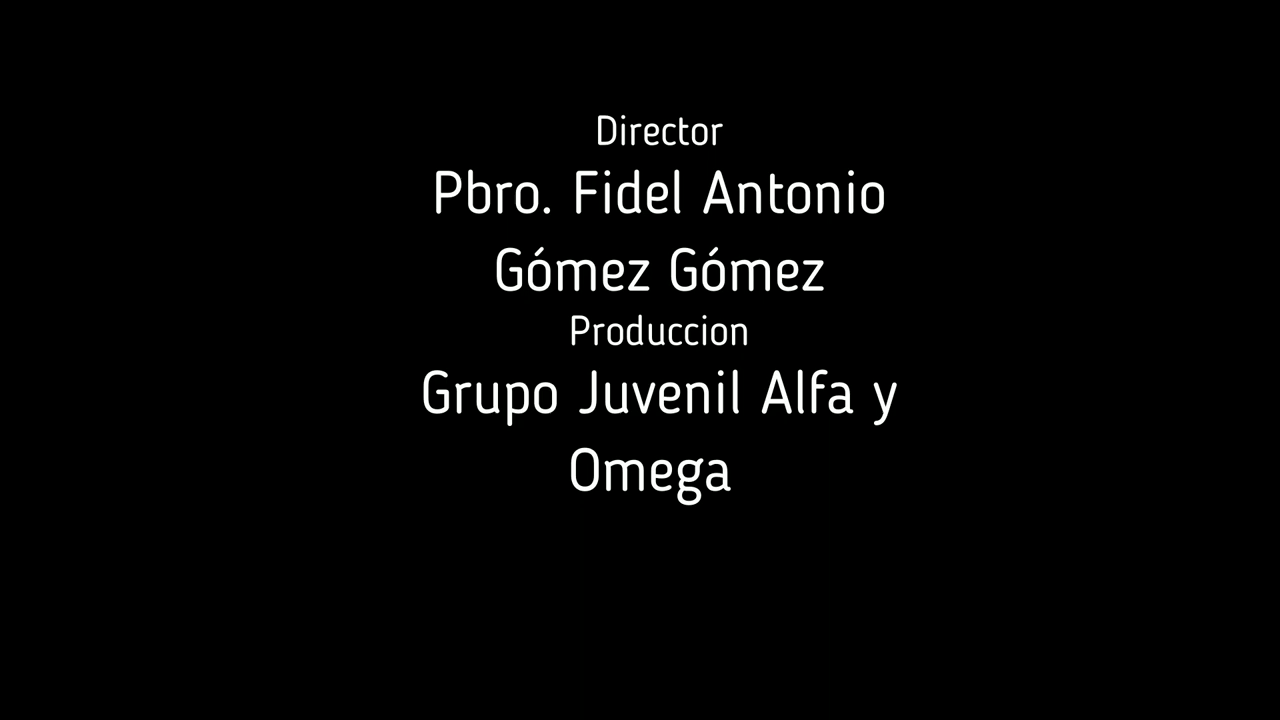 Director
Pbro. Fidel Antonio
Gómez Gómez
Produccion
Grupo Juvenil Alfa y
Omega